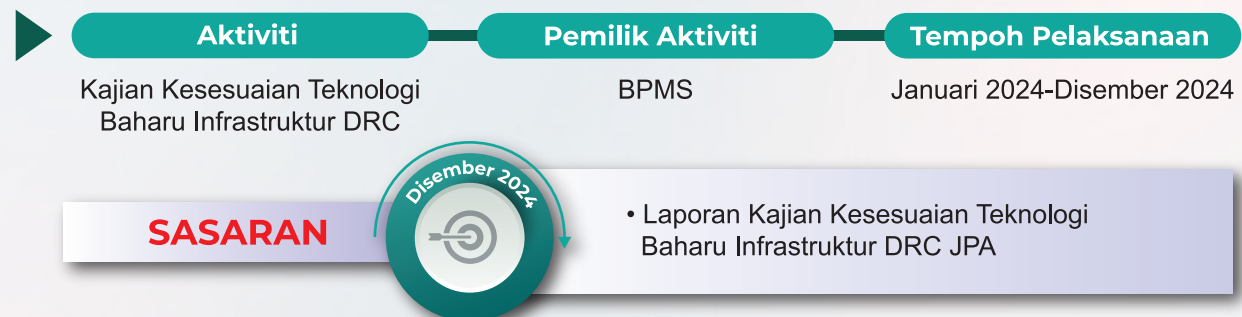 Aktiviti
Pemilik Aktiviti
Tempoh Pelaksanaan
Kajian Kesesuaian Teknologi
Baharu Infrastruktur DRC
BPMS
Januari 2024-Disember 2024
SASARAN
Disember 2024
• Laporan Kajian Kesesuaian Teknologi
Baharu Infrastruktur DRC JPA